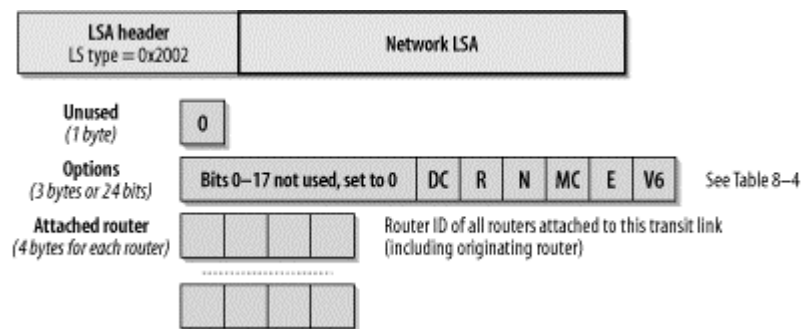 LSA header
LS type = 0x2002
Network LSA
Unused
(1 byte)
0
Options
(3 bytes or 24 bits)
Bits 0–17 not used, set to 0 DC R N MC E V6
See Table 8–4
Attached router
(4 bytes for each router)
Router ID of all routers attached to this transit link
(including originating router)